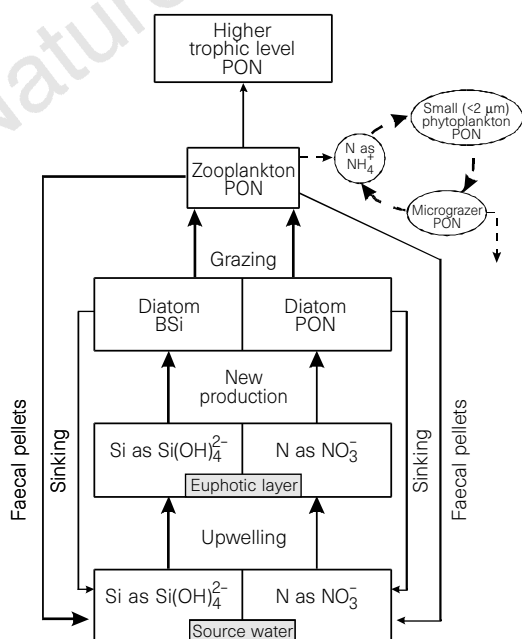 Nature
Higher
trophic level
PON
Small (<2 μm)
phytoplankton
PON
N as
NH₄⁺
Zooplankton
PON
Micrograzer
PON
Grazing
Diatom
BSi
Diatom
PON
New
production
Faecal pellets
Sinking
Sinking
Faecal pellets
Si as Si(OH)₄²⁻
N as NO₃⁻
Euphotic layer
Upwelling
Si as Si(OH)₄²⁻
N as NO₃⁻
Source water